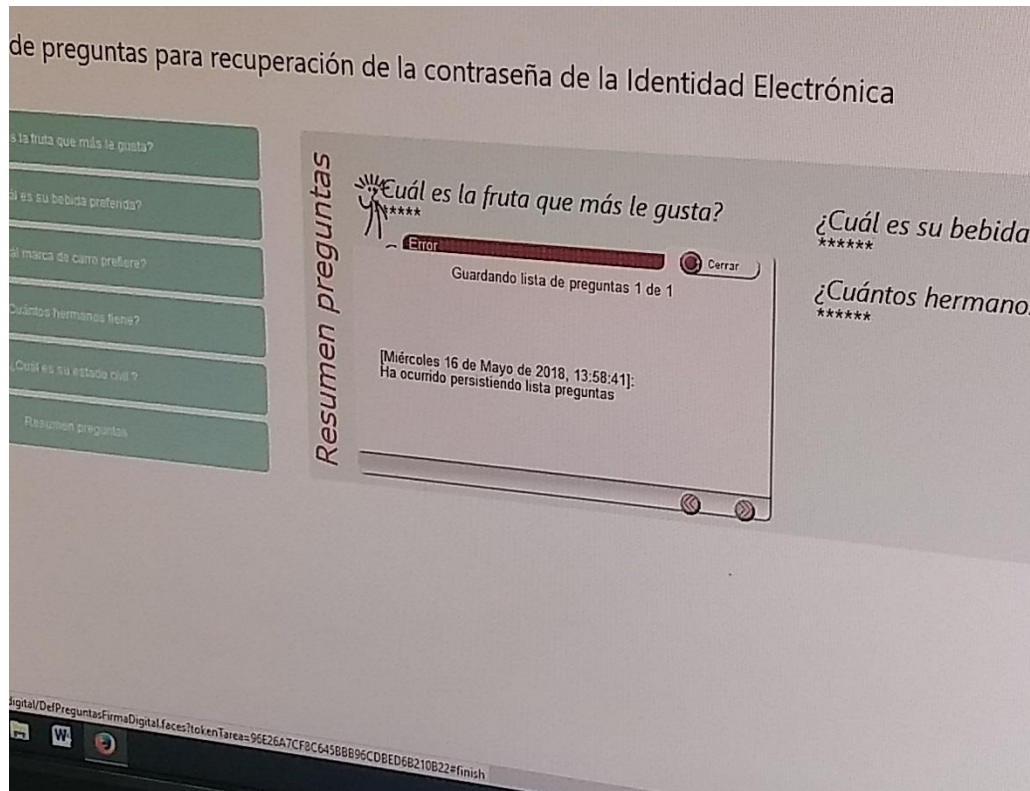 de preguntas para recuperación de la contraseña de la Identidad Electrónica
s la fruta que más le gusta?
ál es su bebida preferida?
ál marca de carro prefiere?
Cuántos hermanos tiene?
¿Cuál es su estado civil ?
Resumen preguntas
Resumen preguntas
Cuál es la fruta que más le gusta?
****
Error
Cerrar
Guardando lista de preguntas 1 de 1
[Miércoles 16 de Mayo de 2018, 13:58:41]:
Ha ocurrido persistiendo lista preguntas
¿Cuál es su bebida
******
¿Cuántos hermano
******
digital/DefPreguntasFirmaDigital.faces?tokenTarea=96E26A7CF8C645BBB96CDBED6B210B22#finish
W